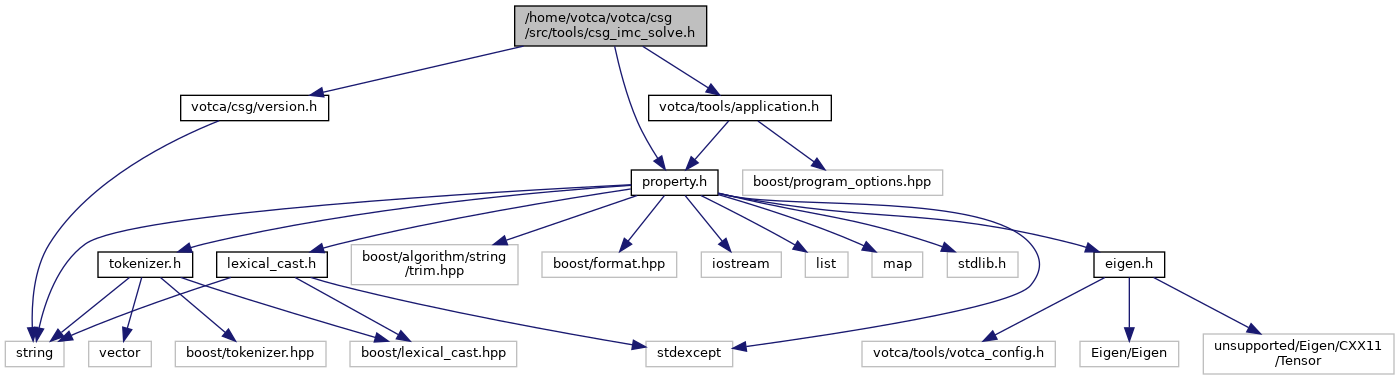 /home/votca/votca/csg
/src/tools/csg_imc_solve.h
votca/csg/version.h
votca/tools/application.h
property.h
boost/program_options.hpp
tokenizer.h
lexical_cast.h
boost/algorithm/string
/trim.hpp
boost/format.hpp
iostream
list
map
stdlib.h
eigen.h
string
vector
boost/tokenizer.hpp
boost/lexical_cast.hpp
stdexcept
votca/tools/votca_config.h
Eigen/Eigen
unsupported/Eigen/CXX11
/Tensor